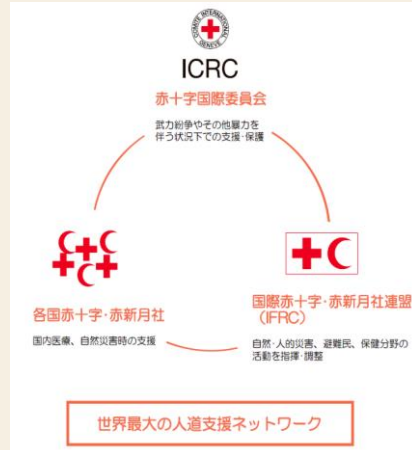 COMITE INTERNATIONAL GENEVE
ICRC
赤十字国際委員会
武力紛争やその他暴力を
伴う状況下での支援・保護
各国赤十字・赤新月社
国内医療、自然災害時の支援
国際赤十字・赤新月社連盟
（IFRC）
自然・人的災害、避難民、保健分野の
活動を指揮・調整
世界最大の人道支援ネットワーク